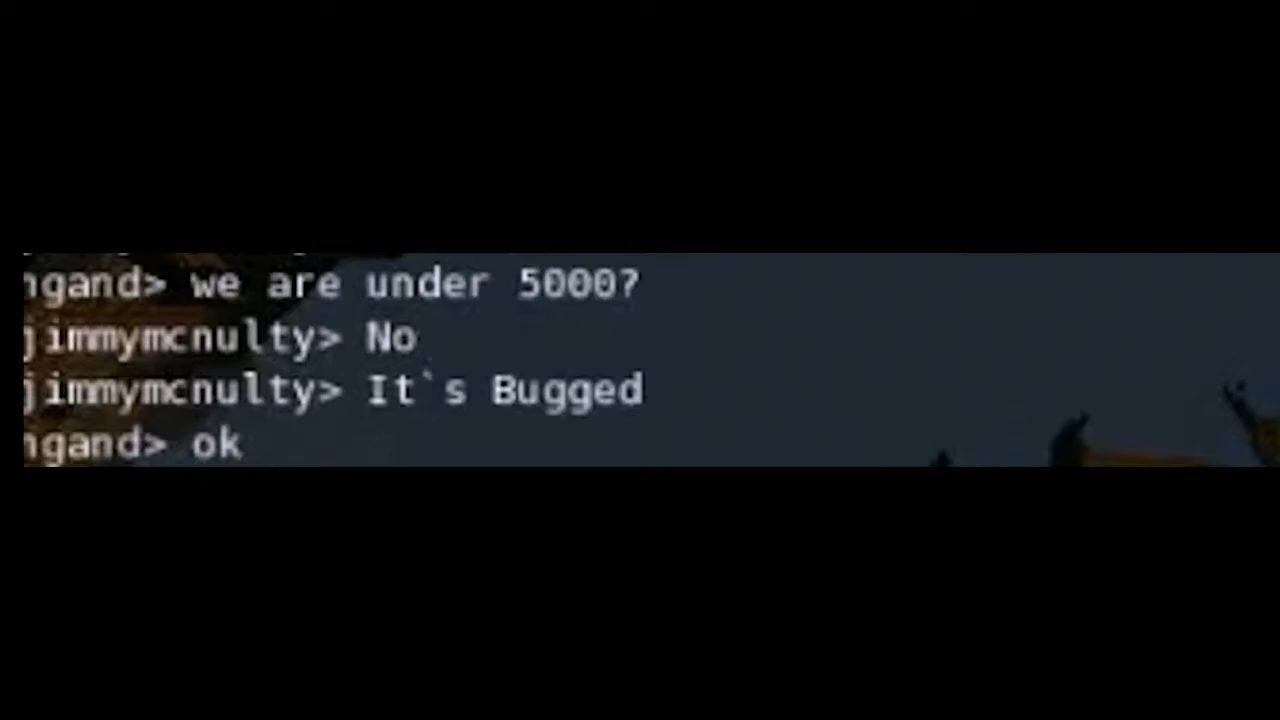 ngand> we are under 5000?
jimmymcnulty> No
jimmymcnulty> It`s Bugged
ngand> ok